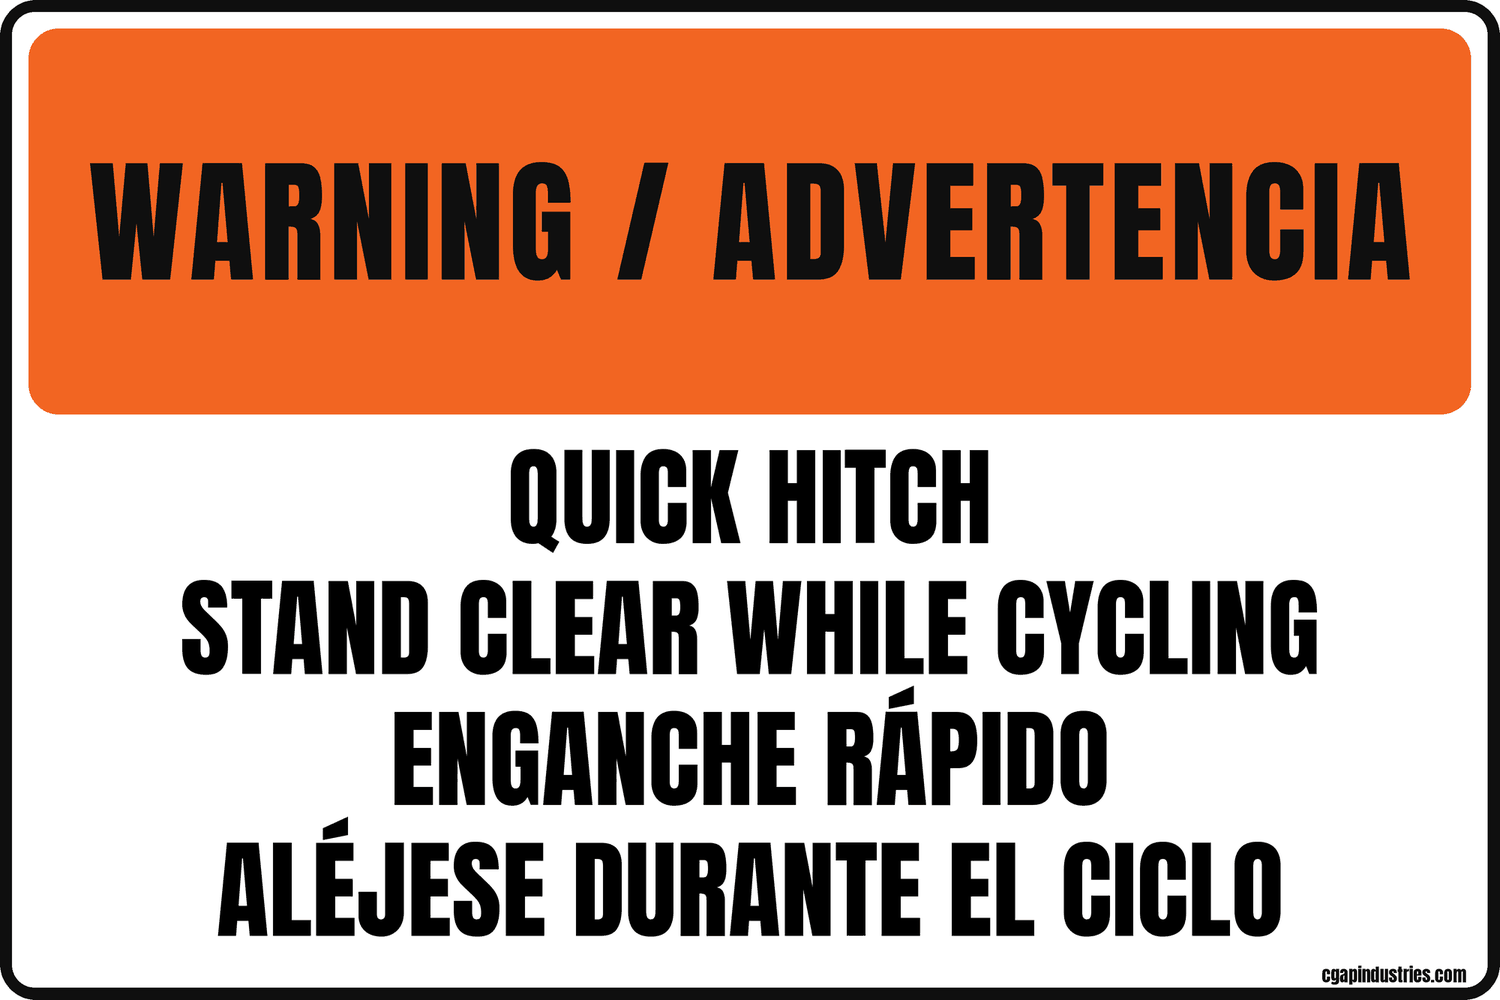 WARNING / ADVERTENCIA
QUICK HITCH
STAND CLEAR WHILE CYCLING
ENGANCHE RÁPIDO
ALÉJESE DURANTE EL CICLO
cgapindustries.com